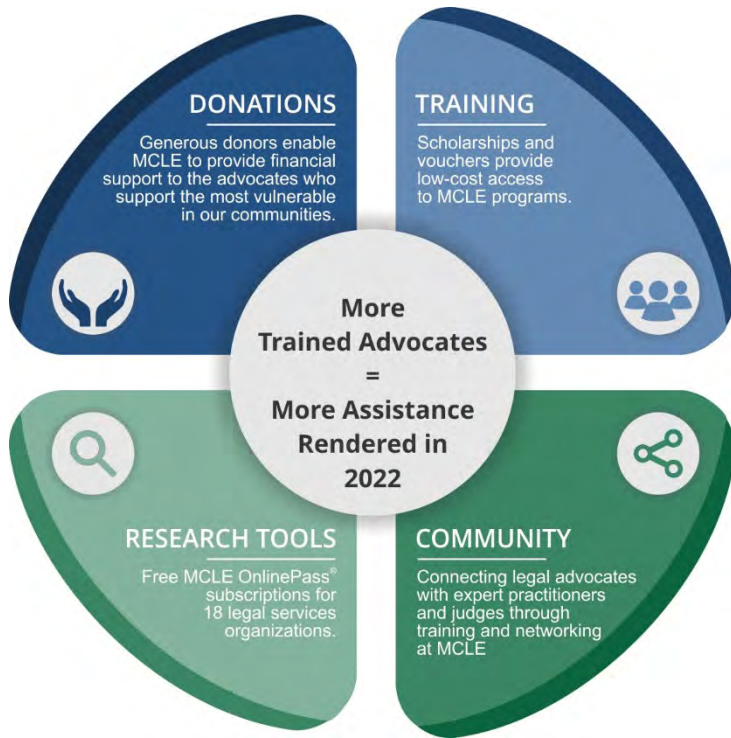 DONATIONS
Generous donors enable
MCLE to provide financial
support to the advocates who
support the most vulnerable
in our communities.
TRAINING
Scholarships and
vouchers provide
low-cost access
to MCLE programs.
More
Trained Advocates
=
More Assistance
Rendered in
2022
RESEARCH TOOLS
Free MCLE OnlinePass®
subscriptions for
18 legal services
organizations.
COMMUNITY
Connecting legal advocates
with expert practitioners
and judges through
training and networking
at MCLE